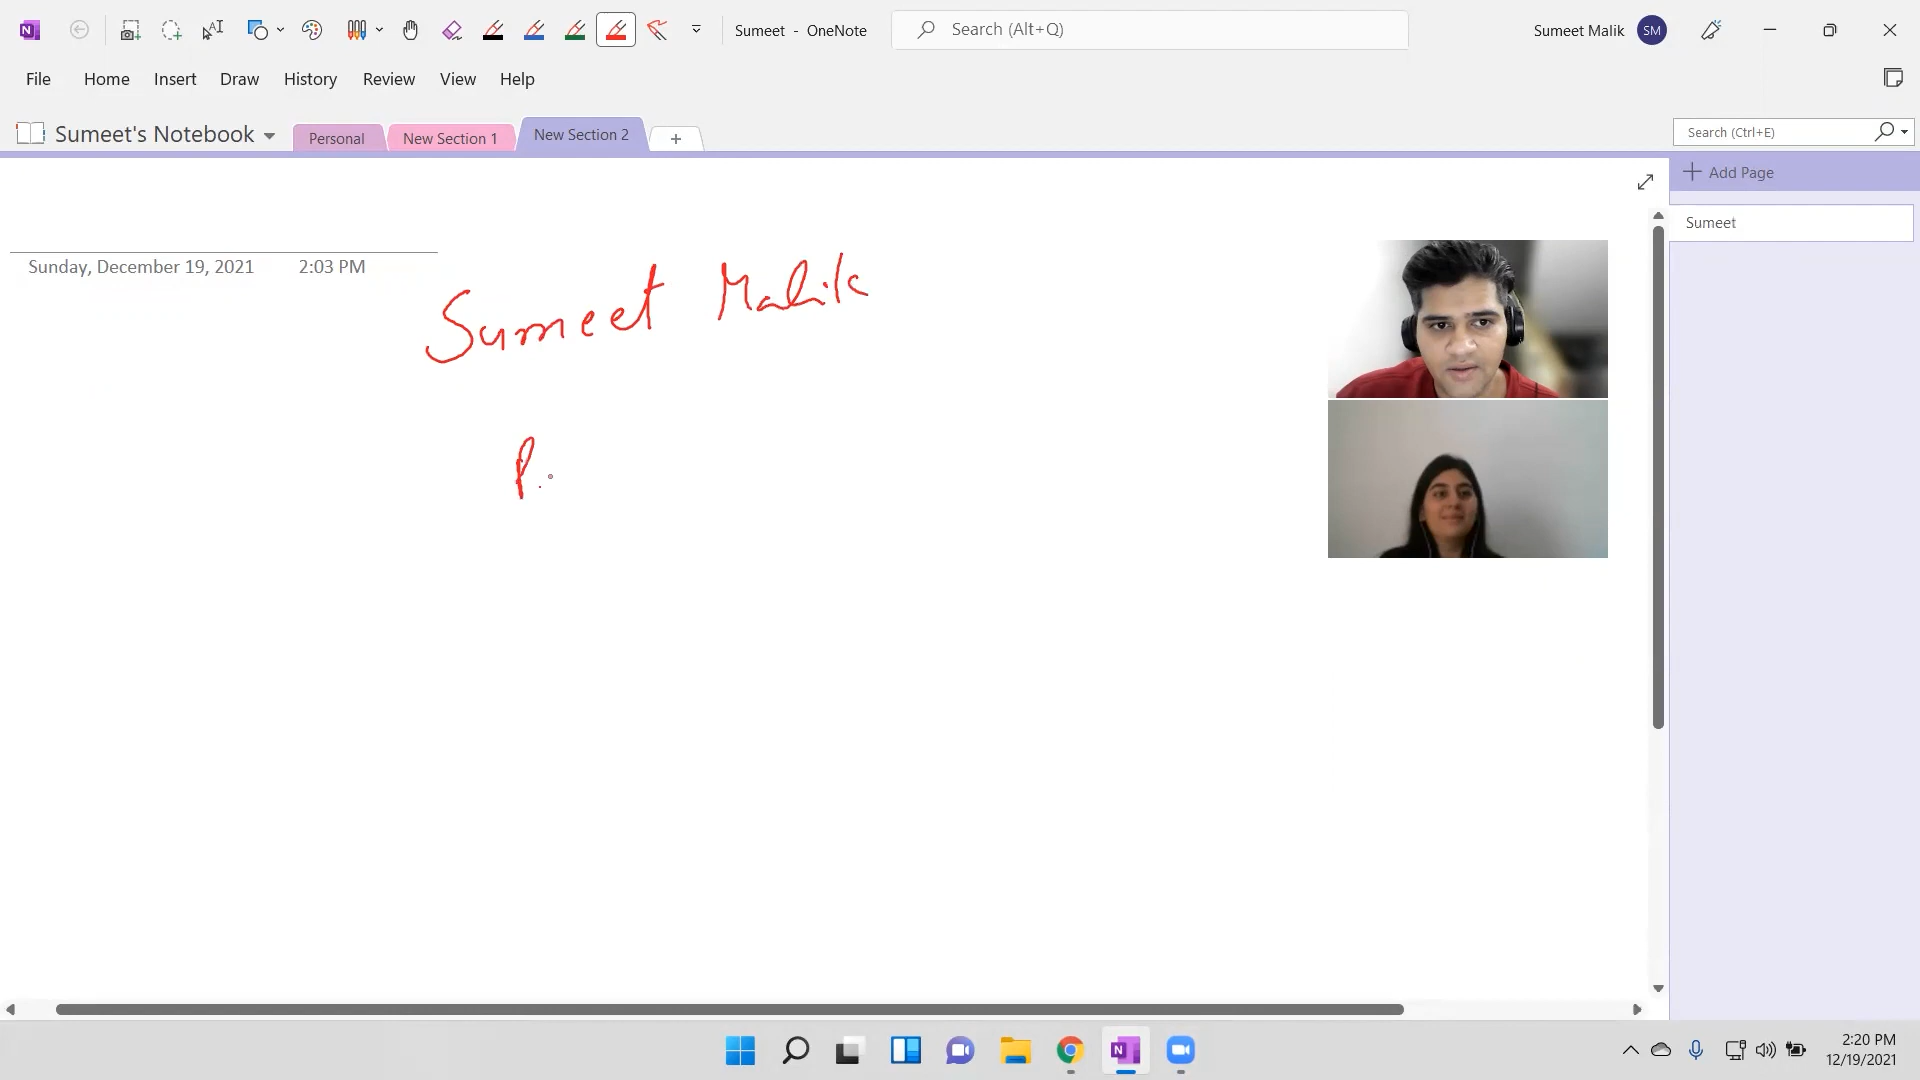 Sumeet - OneNote
Search (Alt+Q)
Sumeet Malik
SM
File Home Insert Draw History Review View Help
Sumeet's Notebook
Personal
New Section 1
New Section 2
+
Search (Ctrl+E)
Add Page
Sumeet
Sunday, December 19, 2021 2:03 PM
Sumeet Malik
P
2:20 PM
12/19/2021